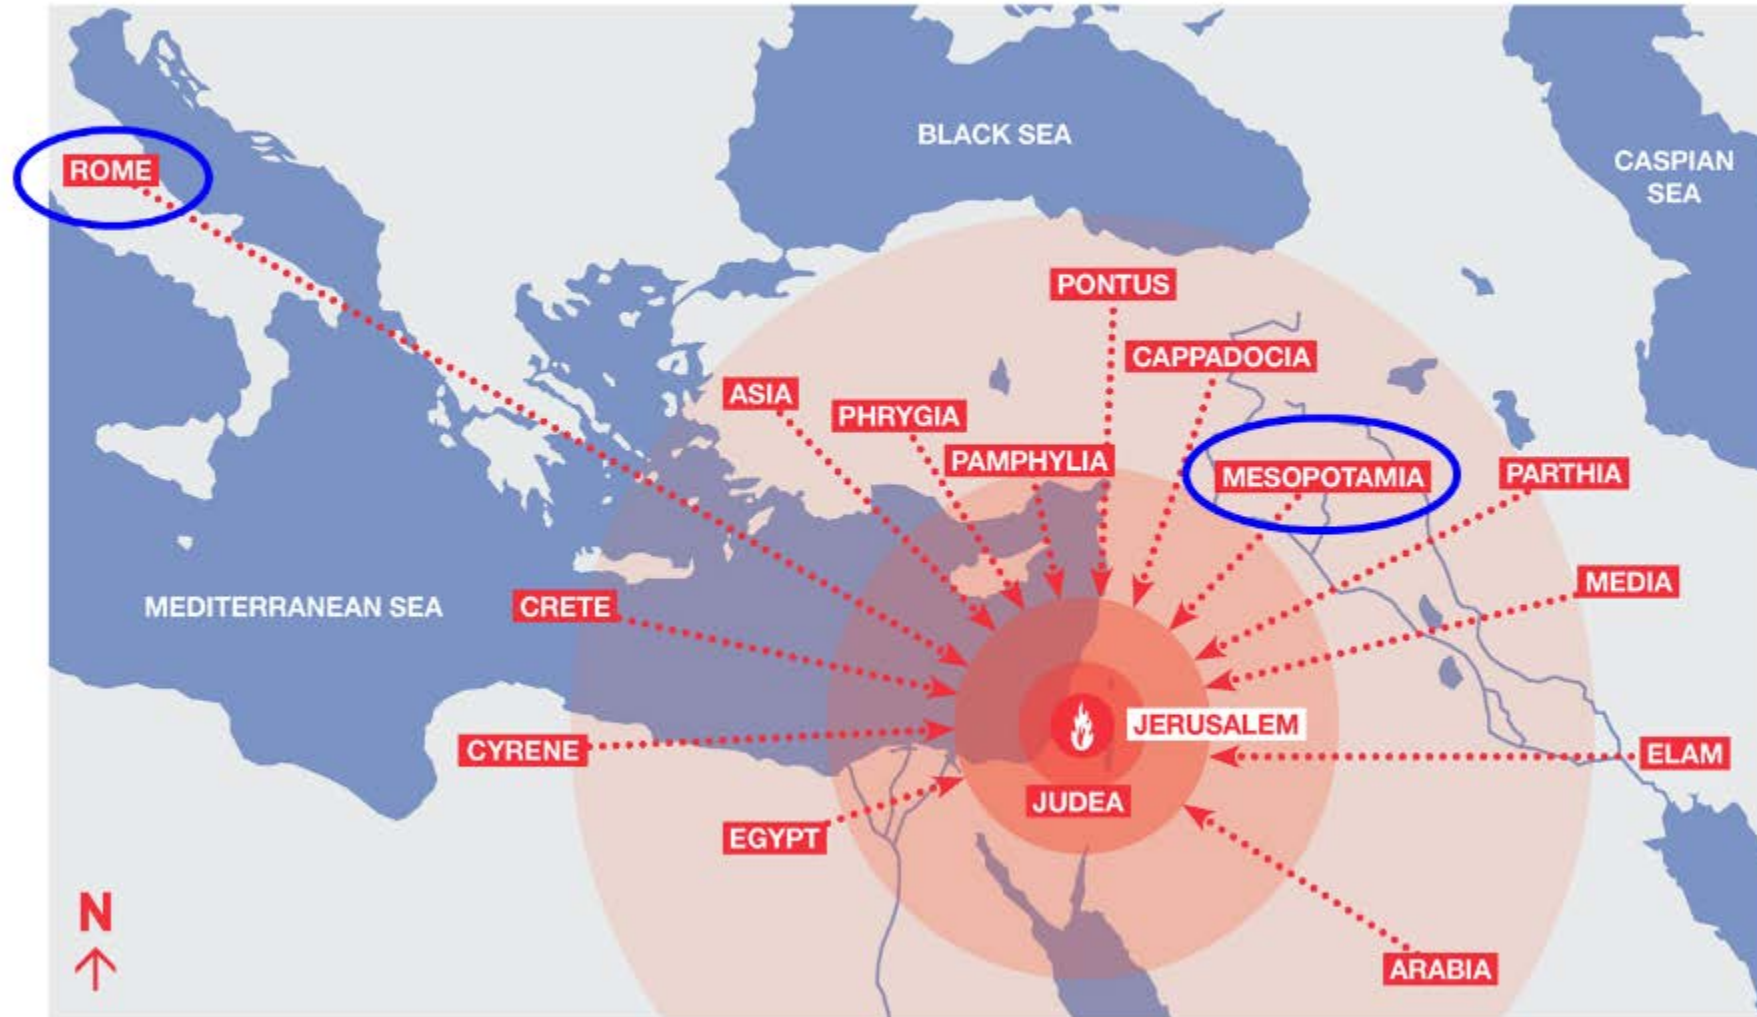 BLACK SEA
CASPIAN
SEA
ROME
PONTUS
CAPPADOCIA
ASIA
PHRYGIA
PAMPHYLIA
MESOPOTAMIA
PARTHIA
MEDIA
CRETE
MEDITERRANEAN SEA
JERUSALEM
CYRENE
ELAM
JUDEA
EGYPT
N
ARABIA